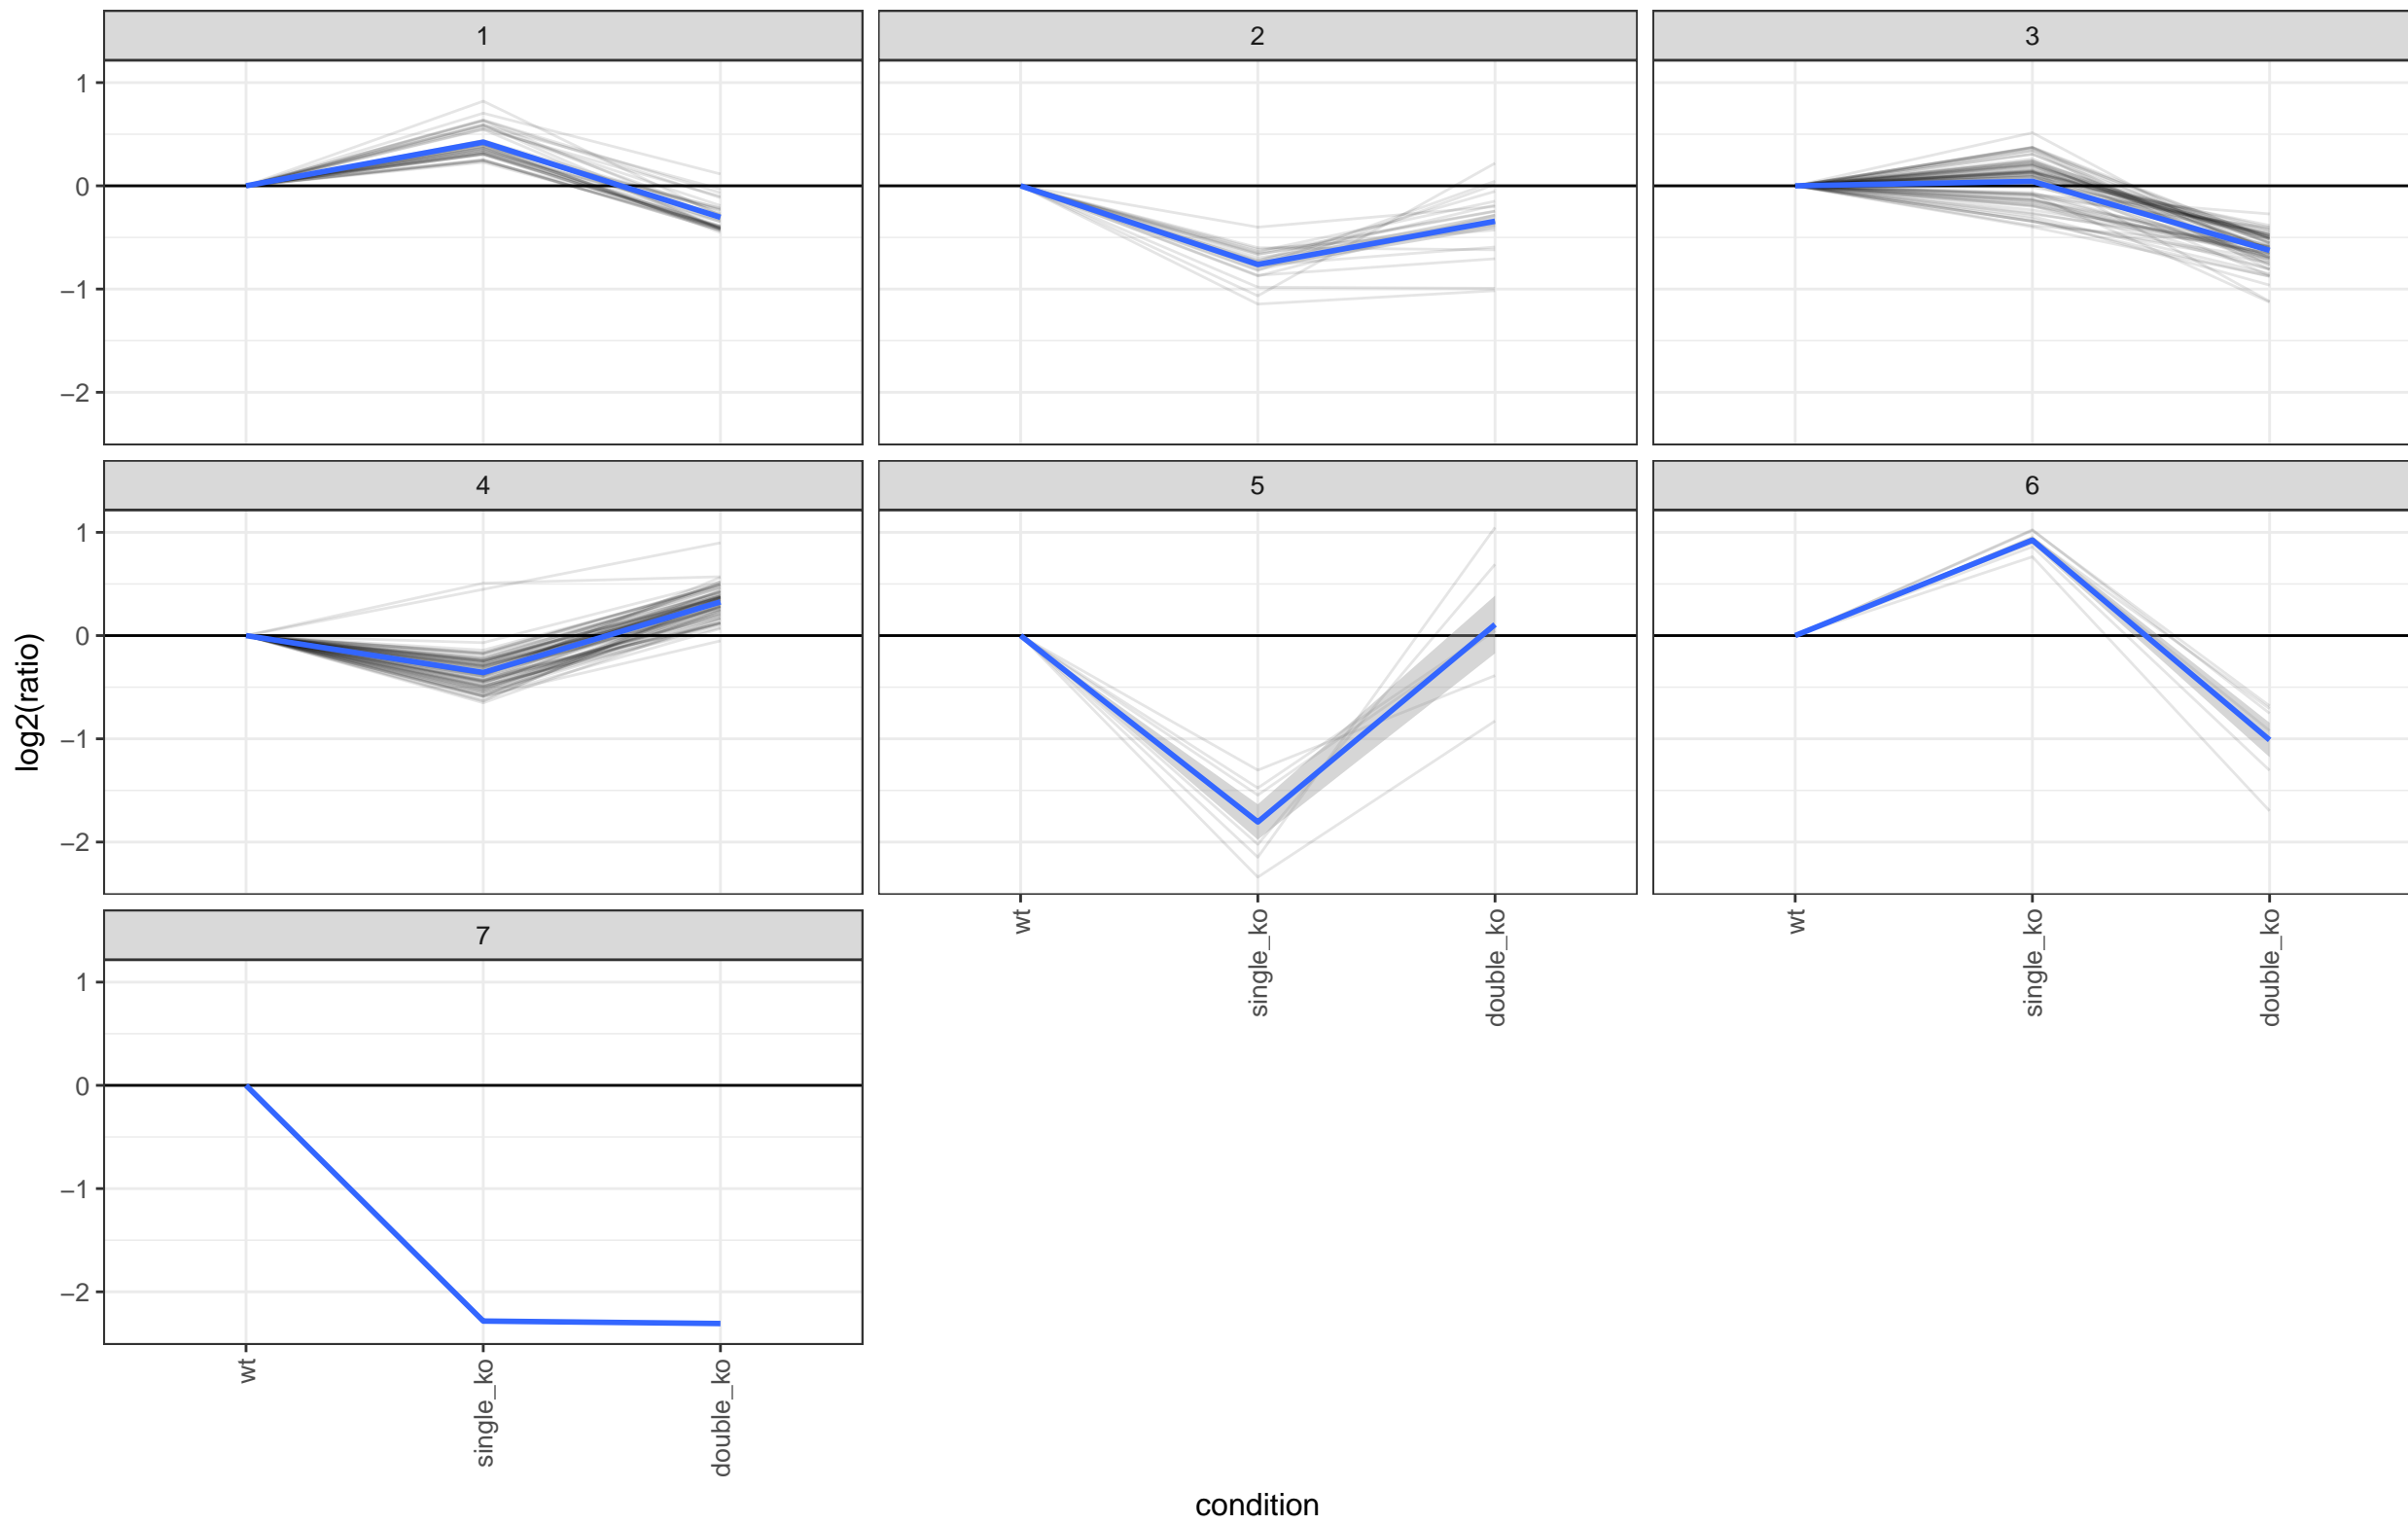 1
2
3
1
0
−1
−2
4
5
6
1
0
−1
−2
log2(ratio)
wt
single_ko
double_ko
wt
single_ko
double_ko
7
1
0
−1
−2
wt
single_ko
double_ko
condition